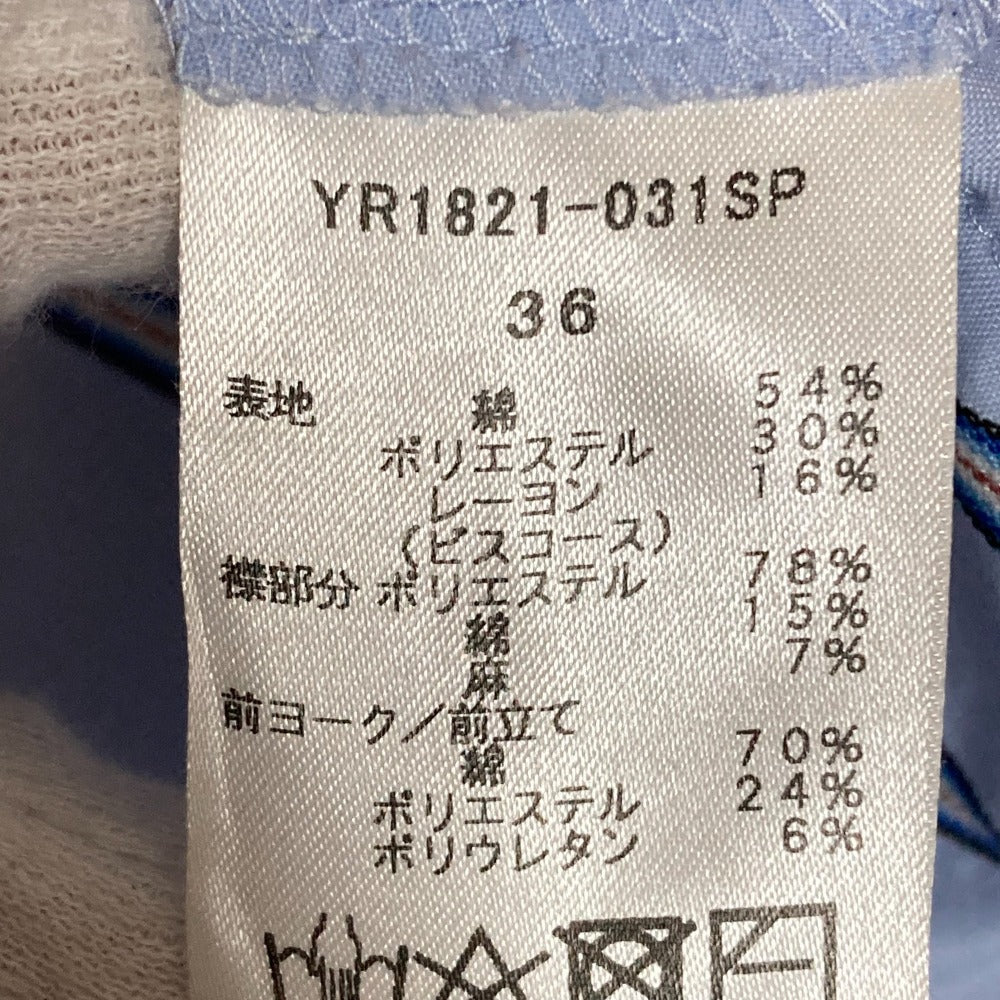 YR1821-031SP
36
表地 綿 54%
ポリエステル 30%
レーヨン 16%
(ビスコース)
襟部分 ポリエステル 78%
綿 15%
麻 7%
前ヨーク/前立て
綿 70%
ポリエステル 24%
ポリウレタン 6%